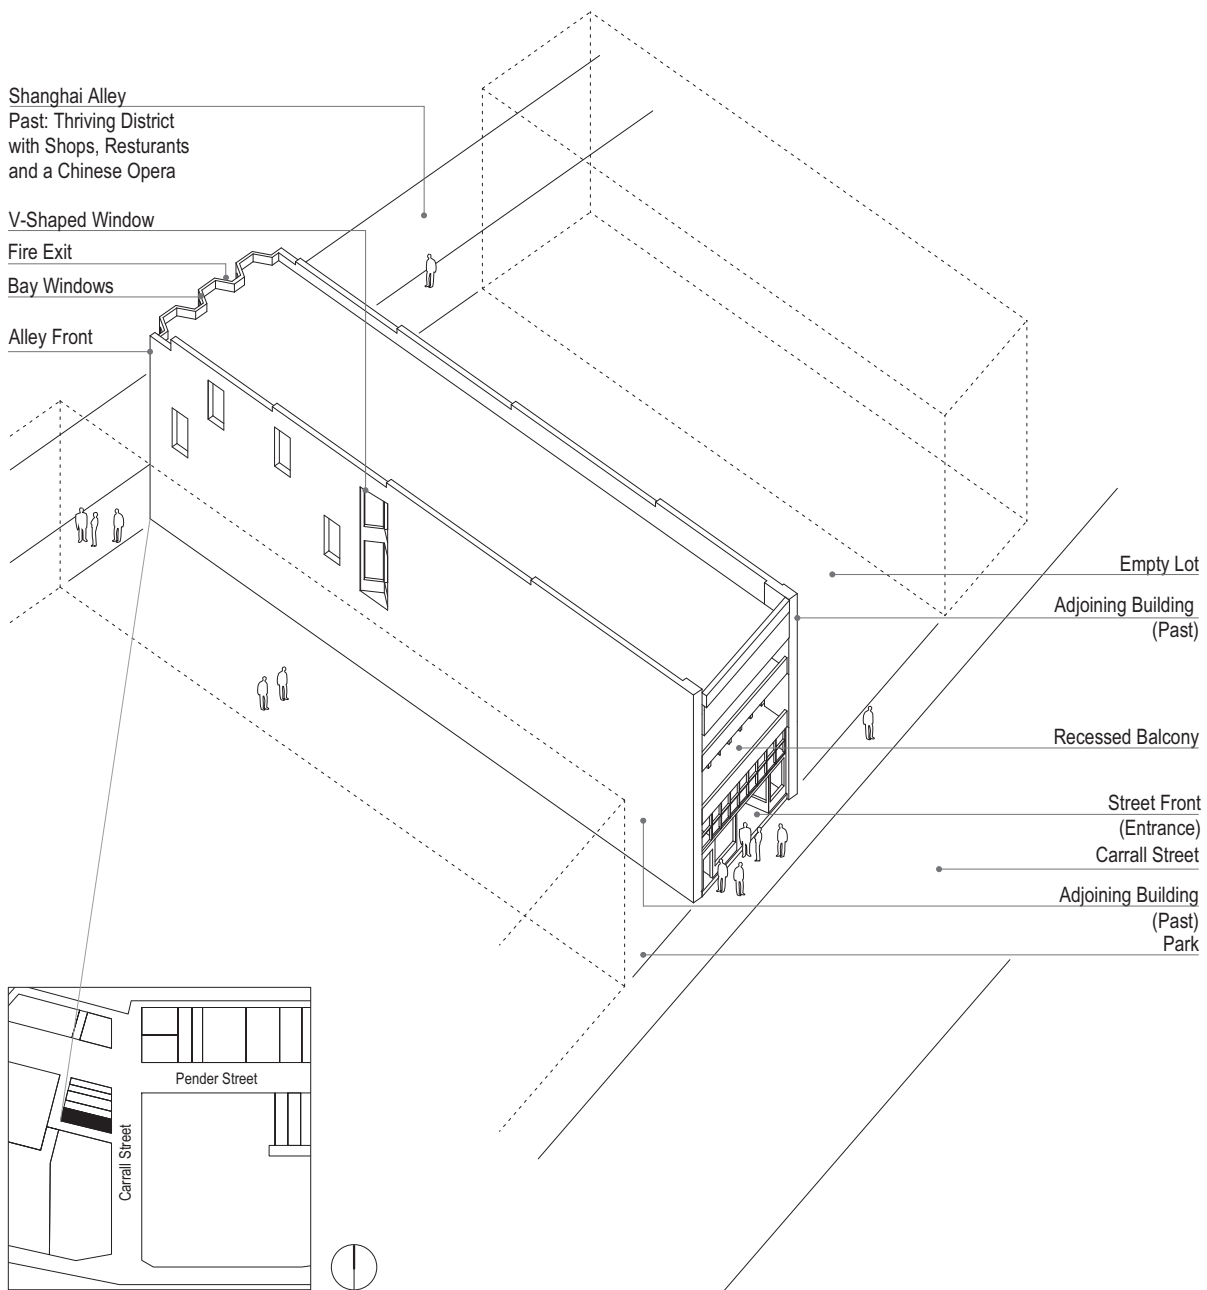 Shanghai Alley
Past: Thriving District
with Shops, Resturants
and a Chinese Opera
V-Shaped Window
Fire Exit
Bay Windows
Alley Front
Empty Lot
Adjoining Building
(Past)
Recessed Balcony
Street Front
(Entrance)
Carrall Street
Adjoining Building
(Past)
Park
Pender Street
Carrall Street